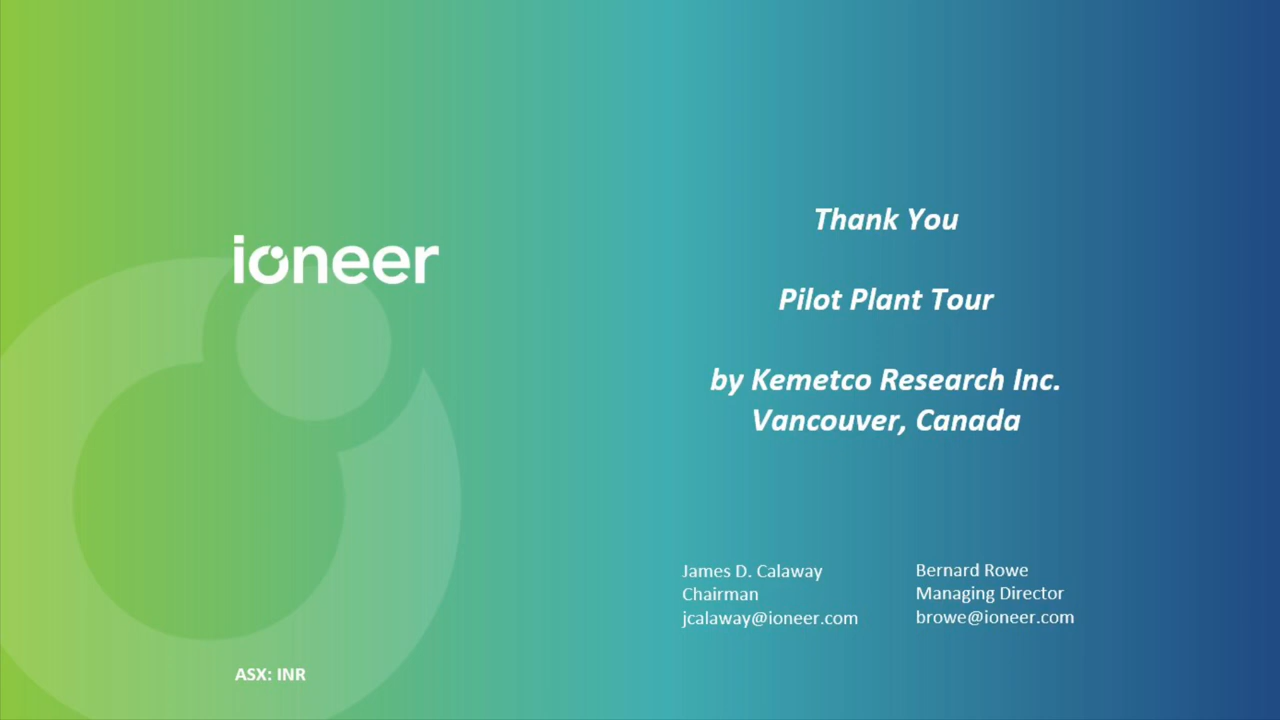 ioneer
Thank You
Pilot Plant Tour
by Kemetco Research Inc.
Vancouver, Canada
James D. Calaway
Chairman
jcalaway@ioneer.com
Bernard Rowe
Managing Director
browe@ioneer.com
ASX: INR